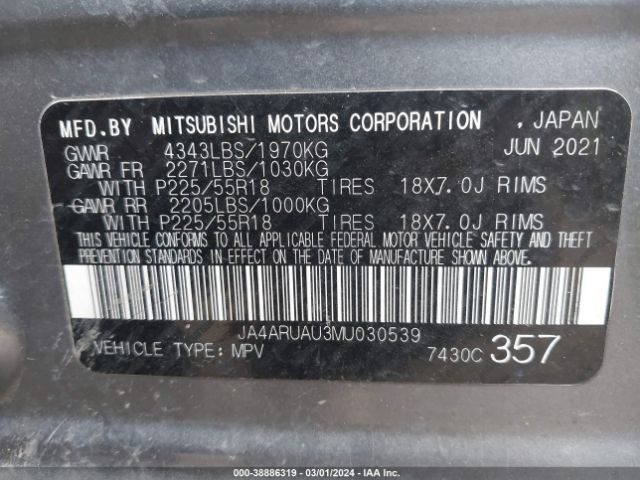 MFD.BY MITSUBISHI MOTORS CORPORATION , JAPAN
GVWR 4343LBS/1970KG JUN 2021
GAWR FR 2271LBS/1030KG
WITH P225/55R18 TIRES 18X7.0J RIMS
GAWR RR 2205LBS/1000KG
WITH P225/55R18 TIRES 18X7.0J RIMS
THIS VEHICLE CONFORMS TO ALL APPLICABLE FEDERAL MOTOR VEHICLE SAFETY AND THEFT
PREVENTION STANDARDS IN EFFECT ON THE DATE OF MANUFACTURE SHOWN ABOVE.
JA4ARUAU3MU030539
VEHICLE TYPE: MPV 7430C 357
000-38886319 - 03/01/2024 - IAA Inc.